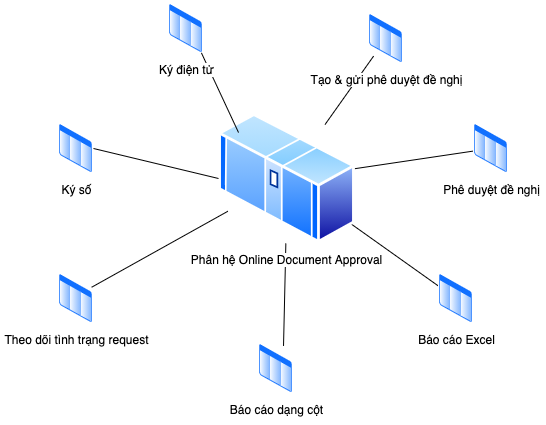 Ký điện tử
Tạo & gửi phê duyệt đề nghị
Ký số
Phê duyệt đề nghị
Phân hệ Online Document Approval
Theo dõi tình trạng request
Báo cáo Excel
Báo cáo dạng cột